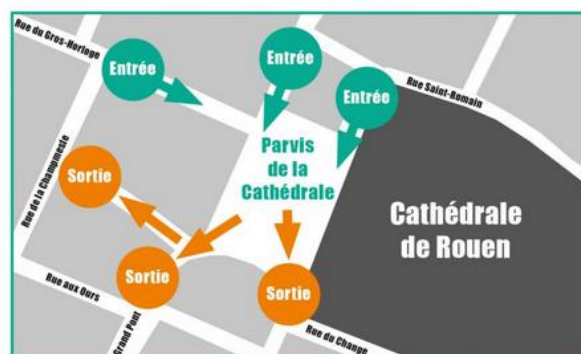 Rue du Gros-Horloge
Entrée
Entrée
Entrée
Rue Saint-Romain
Parvis
de la
Cathédrale
Rue de la Champmeslé
Sortie
Cathédrale
de Rouen
Sortie
Sortie
Rue aux Ours
Grand Pont
Rue du Change